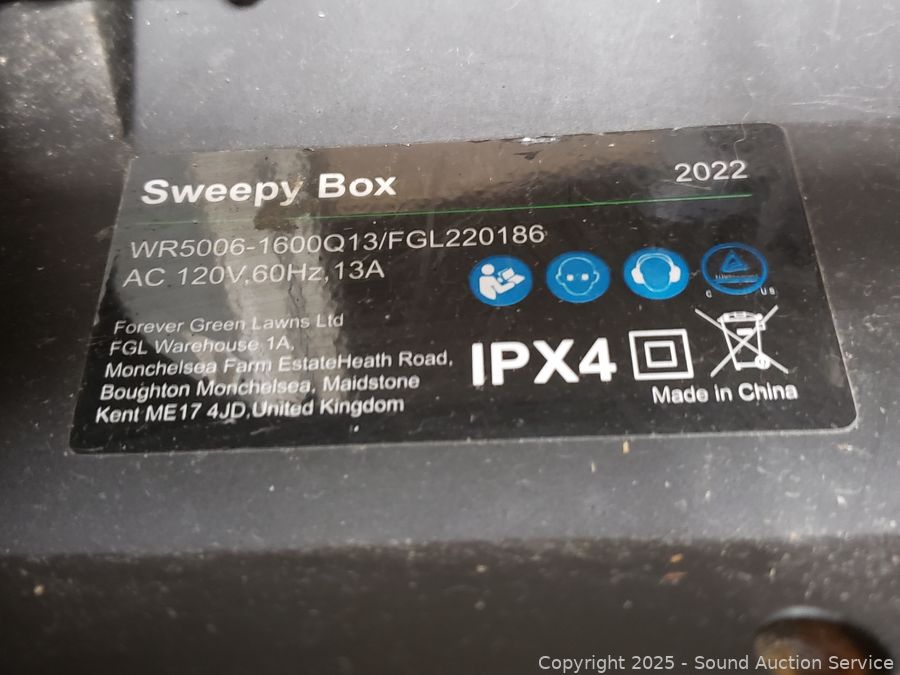 Sweepy Box
2022
WR5006-1600Q13/FGL220186
AC 120V,60Hz,13A
Forever Green Lawns Ltd
FGL Warehouse 1A,
Monchelsea Farm EstateHeath Road,
Boughton Monchelsea, Maidstone
Kent ME17 4JD,United Kingdom
C US
IPX4
Made in China
Copyright 2025 - Sound Auction Service